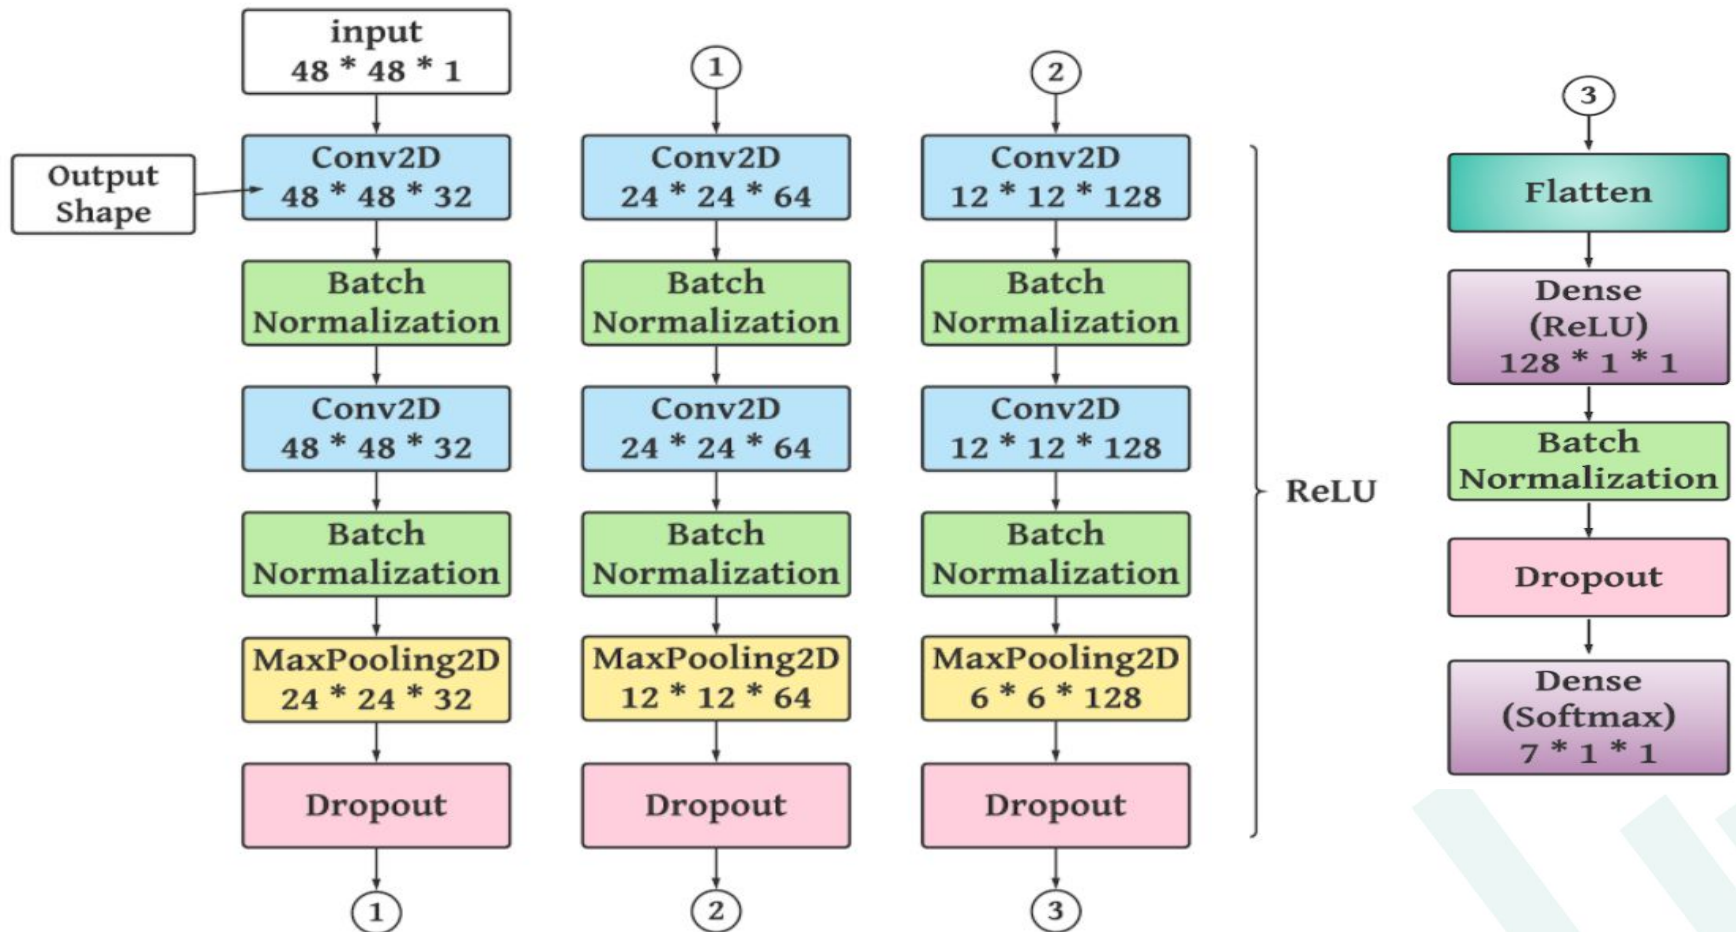 input
48 * 48 * 1
Output
Shape
Conv2D
48 * 48 * 32
Batch
Normalization
Conv2D
48 * 48 * 32
Batch
Normalization
MaxPooling2D
24 * 24 * 32
Dropout
1
1
Conv2D
24 * 24 * 64
Batch
Normalization
Conv2D
24 * 24 * 64
Batch
Normalization
MaxPooling2D
12 * 12 * 64
Dropout
2
2
Conv2D
12 * 12 * 128
Batch
Normalization
Conv2D
12 * 12 * 128
Batch
Normalization
MaxPooling2D
6 * 6 * 128
Dropout
3
ReLU
3
Flatten
Dense
(ReLU)
128 * 1 * 1
Batch
Normalization
Dropout
Dense
(Softmax)
7 * 1 * 1